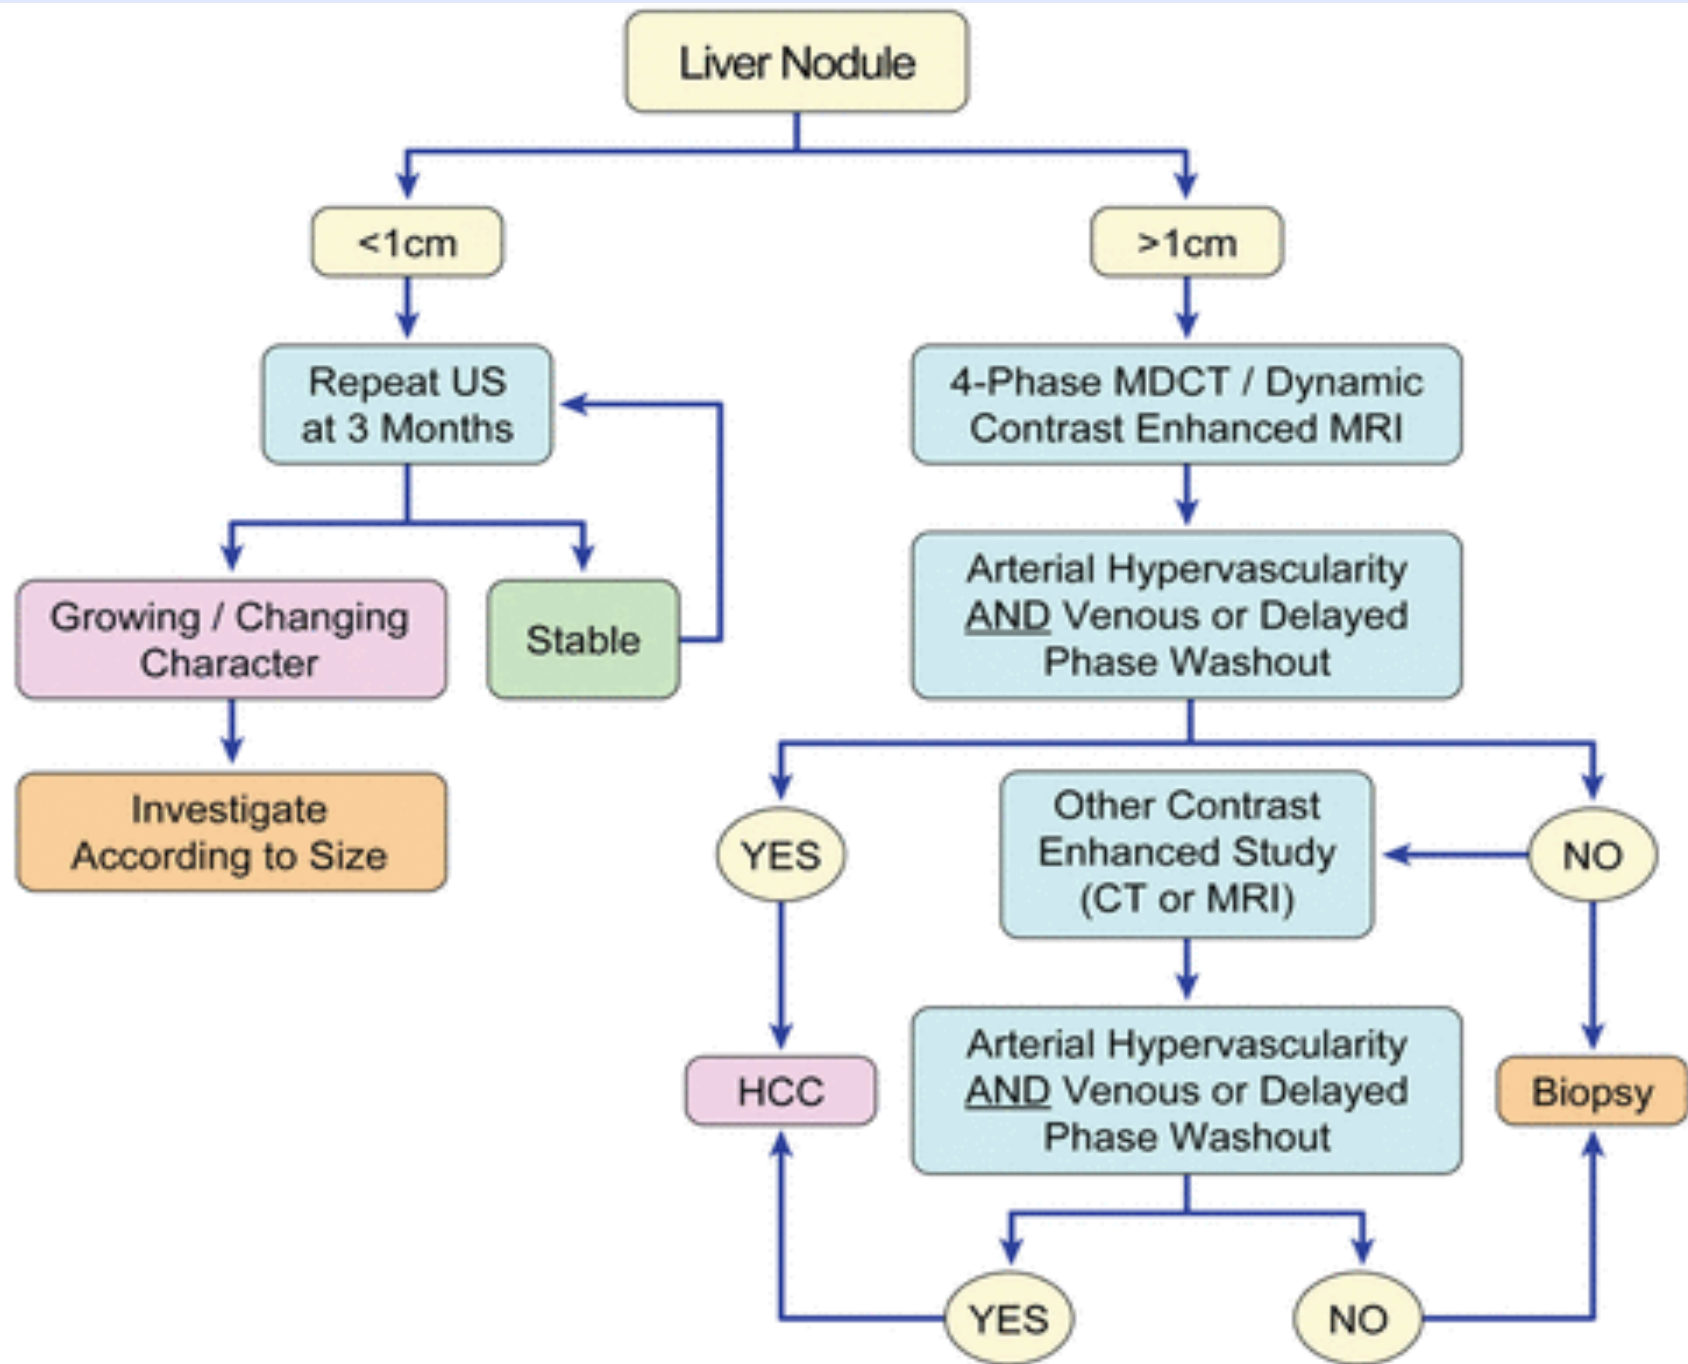 Liver Nodule
<1cm
>1cm
Repeat US
at 3 Months
4-Phase MDCT / Dynamic
Contrast Enhanced MRI
Growing / Changing
Character
Stable
Arterial Hypervascularity
AND Venous or Delayed
Phase Washout
Investigate
According to Size
YES
Other Contrast
Enhanced Study
(CT or MRI)
NO
HCC
Arterial Hypervascularity
AND Venous or Delayed
Phase Washout
Biopsy
YES
NO